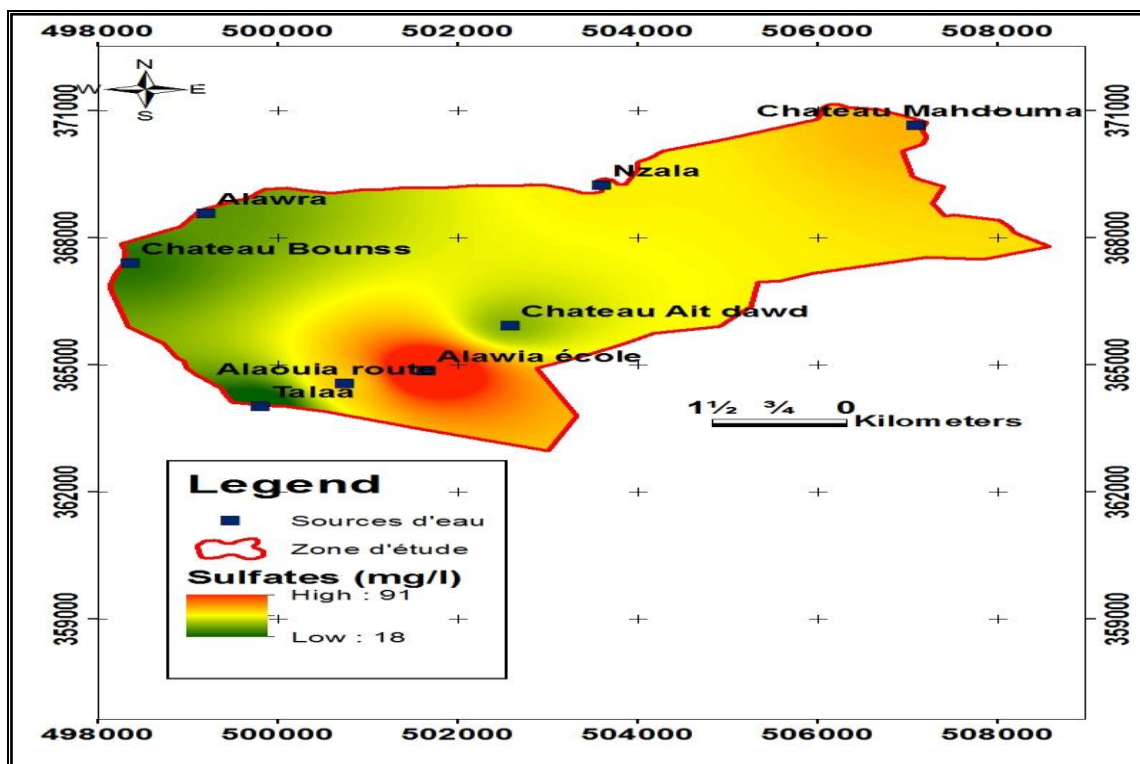 498000 500000 502000 504000 506000 508000
N
W E
S
371000 371000
Chateau Mahdouma
Nzala
Alawra
368000 368000
Chateau Bounss
Chateau Ait dawd
365000 365000
Alawia école
Alaouia route
Talaa
1½ ¾ 0
Kilometers
362000 362000
Legend
Sources d'eau
Zone d'étude
Sulfates (mg/l)
High : 91
Low : 18
359000 359000
498000 500000 502000 504000 506000 508000